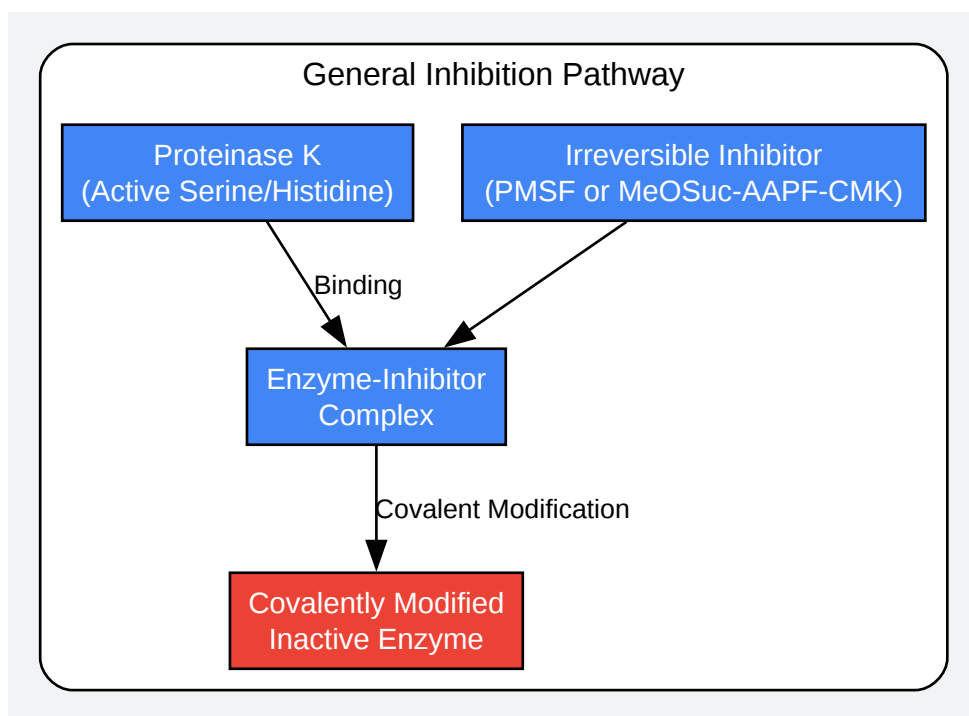 General Inhibition Pathway
Proteinase K
(Active Serine/Histidine)
Irreversible Inhibitor
(PMSF or MeOSuc-AAPF-CMK)
Binding
Enzyme-Inhibitor
Complex
Covalent Modification
Covalently Modified
Inactive Enzyme